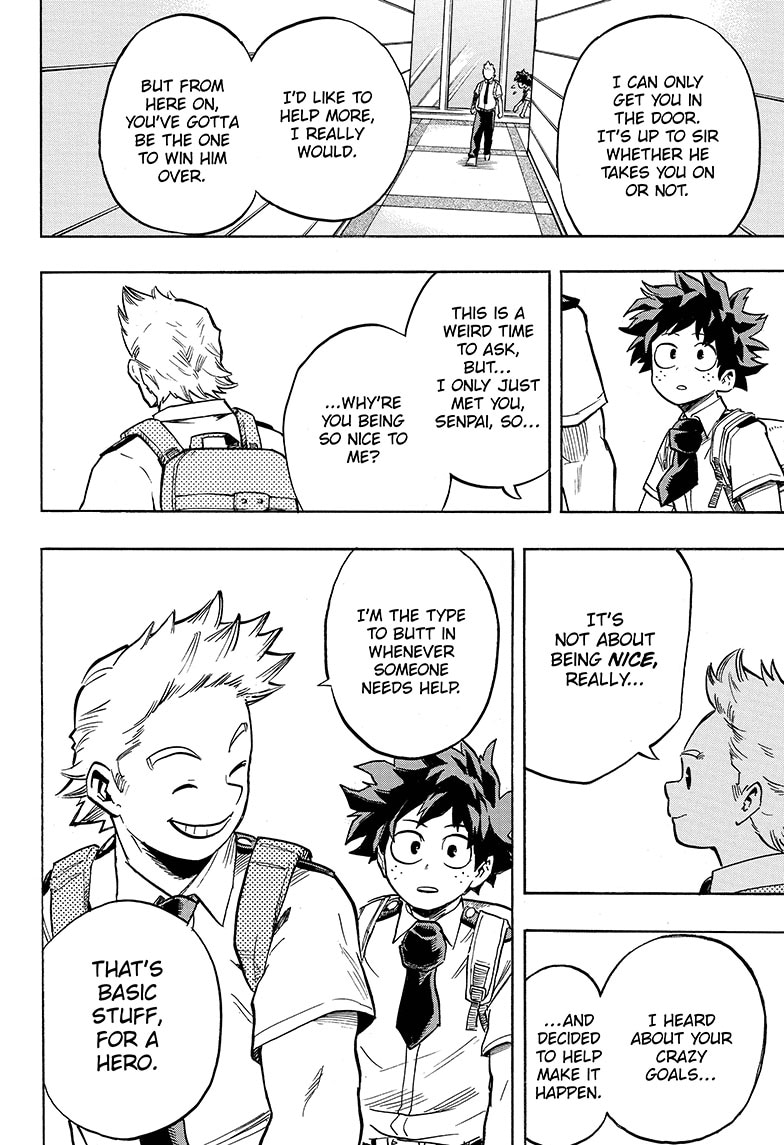 I CAN ONLY
GET YOU IN
THE DOOR.
IT'S UP TO SIR
WHETHER HE
TAKES YOU ON
OR NOT.
I'D LIKE TO
HELP MORE,
I REALLY
WOULD.
BUT FROM
HERE ON,
YOU'VE GOTTA
BE THE ONE
TO WIN HIM
OVER.
THIS IS A
WEIRD TIME
TO ASK,
BUT...
I ONLY JUST
MET YOU,
SENPAI, SO...
...WHY'RE
YOU BEING
SO NICE TO
ME?
IT'S
NOT ABOUT
BEING NICE,
REALLY...
I HEARD
ABOUT YOUR
CRAZY
GOALS...
...AND
DECIDED
TO HELP
MAKE IT
HAPPEN.
I'M THE TYPE
TO BUTT IN
WHENEVER
SOMEONE
NEEDS HELP.
THAT'S
BASIC
STUFF,
FOR A
HERO.